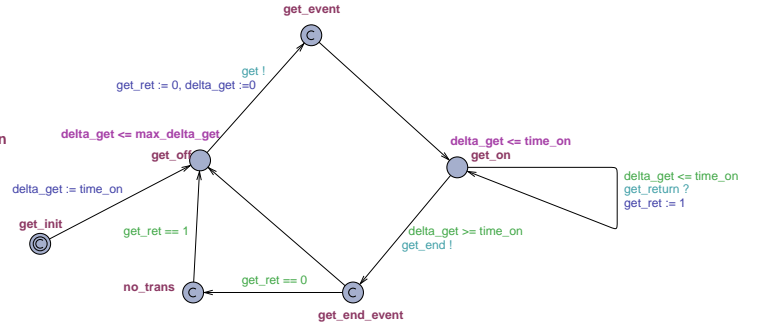 get_event
C
get !
get_ret := 0, delta_get :=0
delta_get <= max_delta_get
n
get_off
delta_get <= time_on
get_on
delta_get <= time_on
get_return ?
get_ret := 1
delta_get := time_on
get_init
C
get_ret == 1
delta_get >= time_on
get_end !
get_ret == 0
no_trans
C
C
get_end_event